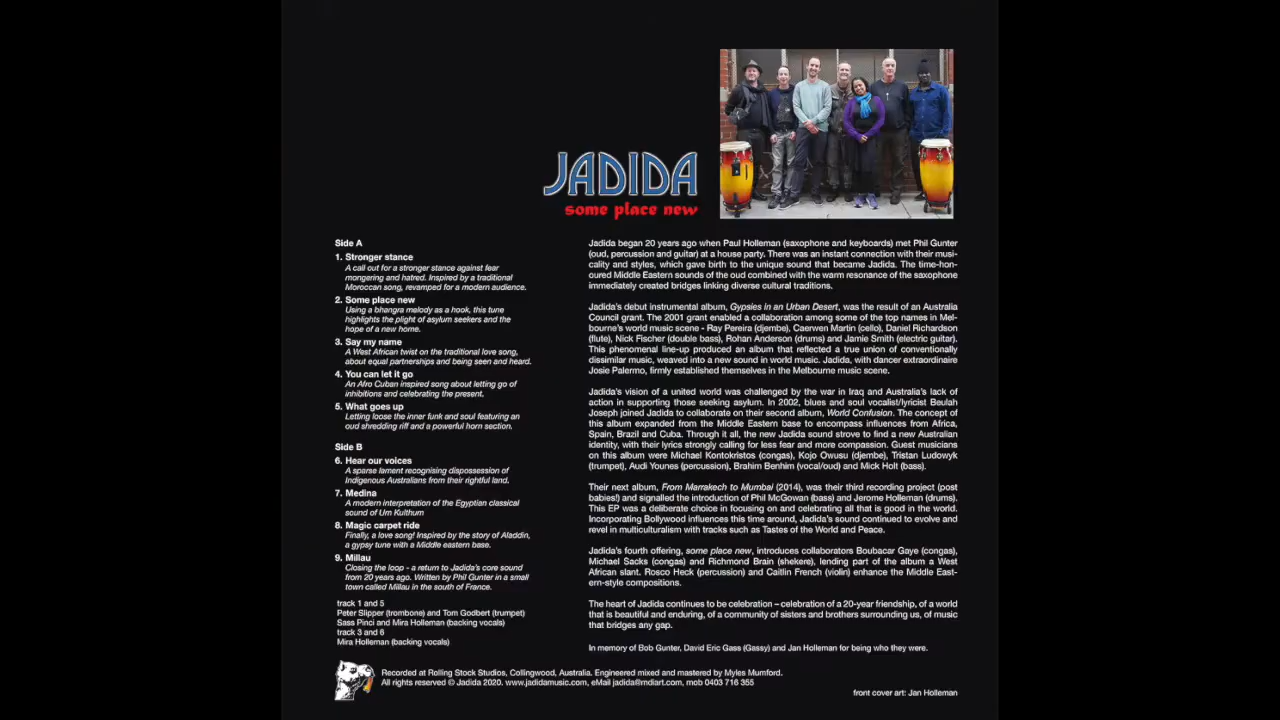 JADIDA
some place new
Side A
1. Stronger stance
A call out for a stronger stance against fear
mongering and hatred. Inspired by a traditional
Moroccan song, revamped for a modern audience.
2. Some place new
Using a bhangra melody as a hook, this tune
highlights the plight of asylum seekers and the
hope of a new home.
3. Say my name
A West African twist on the traditional love song,
about equal partnerships and being seen and heard.
4. You can let it go
An Afro Cuban inspired song about letting go of
inhibitions and celebrating the present.
5. What goes up
Letting loose the inner funk and soul featuring an
oud shredding riff and a powerful horn section.
Side B
6. Hear our voices
A sparse lament recognising dispossession of
Indigenous Australians from their rightful land.
7. Medina
A modern interpretation of the Egyptian classical
sound of Um Kulthum
8. Magic carpet ride
Finally, a love song! Inspired by the story of Aladdin,
a gypsy tune with a Middle eastern base.
9. Millau
Closing the loop - a return to Jadida's core sound
from 20 years ago. Written by Phil Gunter in a small
town called Millau in the south of France.
track 1 and 5
Peter Slipper (trombone) and Tom Godbert (trumpet)
Sass Pinci and Mira Holleman (backing vocals)
track 3 and 6
Mira Holleman (backing vocals)
Jadida began 20 years ago when Paul Holleman (saxophone and keyboards) met Phil Gunter
(oud, percussion and guitar) at a house party. There was an instant connection with their musi-
cality and styles, which gave birth to the unique sound that became Jadida. The time-hon-
oured Middle Eastern sounds of the oud combined with the warm resonance of the saxophone
immediately created bridges linking diverse cultural traditions.
Jadida's debut instrumental album, Gypsies in an Urban Desert, was the result of an Australia
Council grant. The 2001 grant enabled a collaboration among some of the top names in Mel-
bourne's world music scene - Ray Pereira (djembe), Caerwen Martin (cello), Daniel Richardson
(flute), Nick Fischer (double bass), Rohan Anderson (drums) and Jamie Smith (electric guitar).
This phenomenal line-up produced an album that reflected a true union of conventionally
dissimilar music, weaved into a new sound in world music. Jadida, with dancer extraordinaire
Josie Palermo, firmly established themselves in the Melbourne music scene.
Jadida's vision of a united world was challenged by the war in Iraq and Australia's lack of
action in supporting those seeking asylum. In 2002, blues and soul vocalist/lyricist Beulah
Joseph joined Jadida to collaborate on their second album, World Confusion. The concept of
this album expanded from the Middle Eastern base to encompass influences from Africa,
Spain, Brazil and Cuba. Through it all, the new Jadida sound strove to find a new Australian
identity, with their lyrics strongly calling for less fear and more compassion. Guest musicians
on this album were Michael Kontokristos (congas), Kojo Owusu (djembe), Tristan Ludowyk
(trumpet), Audi Younes (percussion), Brahim Benhim (vocal/oud) and Mick Holt (bass).
Their next album, From Marrakech to Mumbai (2014), was their third recording project (post
babies!) and signalled the introduction of Phil McGowan (bass) and Jerome Holleman (drums).
This EP was a deliberate choice in focusing on and celebrating all that is good in the world.
Incorporating Bollywood influences this time around, Jadida's sound continued to evolve and
revel in multiculturalism with tracks such as Tastes of the World and Peace.
Jadida's fourth offering, some place new, introduces collaborators Boubacar Gaye (congas),
Michael Sacks (congas) and Richmond Brain (shekere), lending part of the album a West
African slant. Rosco Heck (percussion) and Caitlin French (violin) enhance the Middle East-
ern-style compositions.
The heart of Jadida continues to be celebration – celebration of a 20-year friendship, of a world
that is beautiful and enduring, of a community of sisters and brothers surrounding us, of music
that bridges any gap.
In memory of Bob Gunter, David Eric Gass (Gassy) and Jan Holleman for being who they were.
Recorded at Rolling Stock Studios, Collingwood, Australia. Engineered mixed and mastered by Myles Mumford.
All rights reserved © Jadida 2020. www.jadidamusic.com, eMail jadida@mdiart.com, mob 0403 716 355
front cover art: Jan Holleman